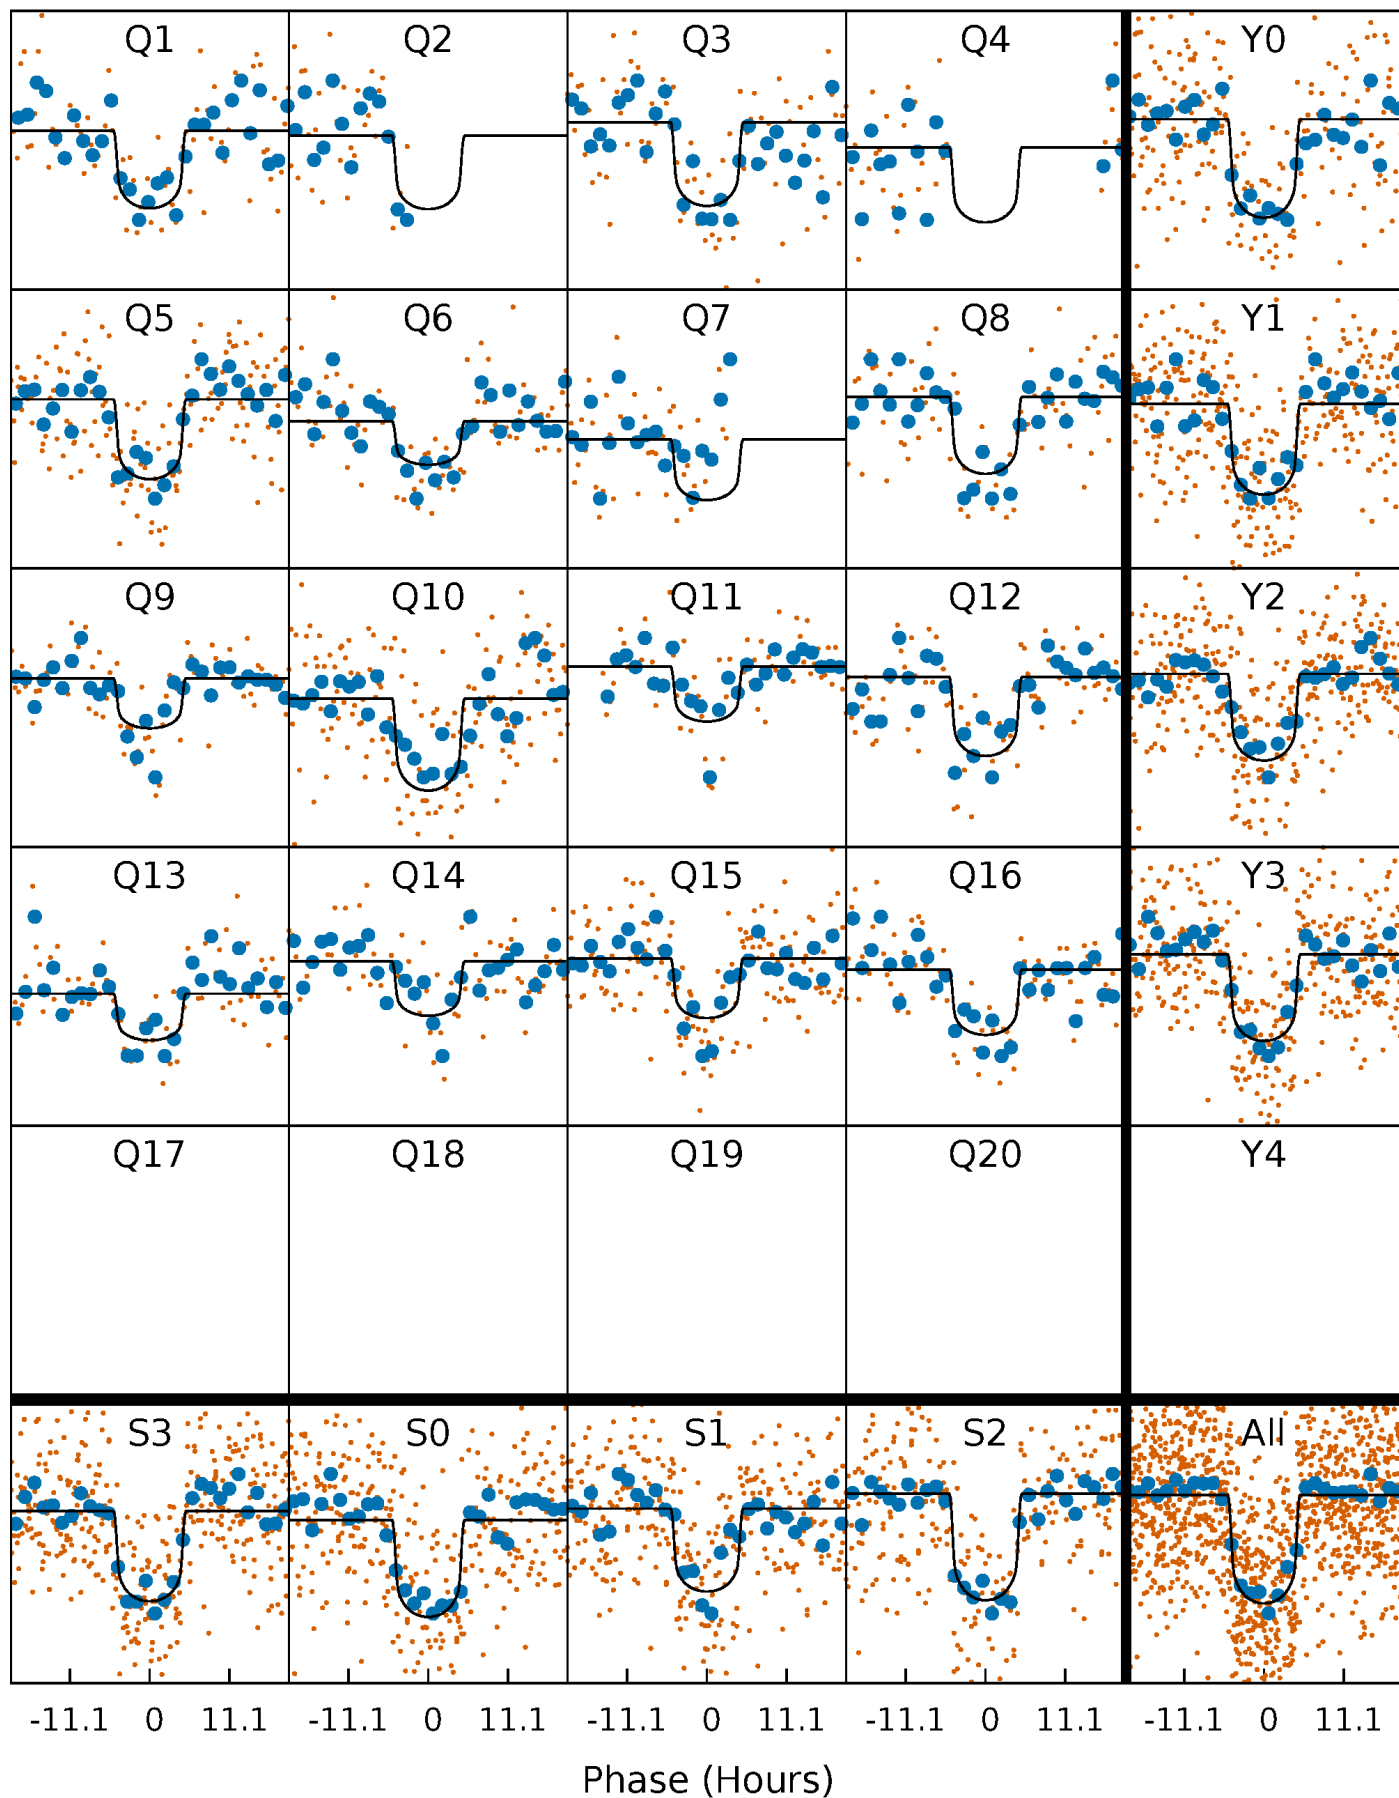 Q1 Q2 Q3 Q4 Y0
Q5 Q6 Q7 Q8 Y1
Q9 Q10 Q11 Q12 Y2
Q13 Q14 Q15 Q16 Y3
Q17 Q18 Q19 Q20 Y4
S3 S0 S1 S2 All
-11.1 0 11.1 -11.1 0 11.1 -11.1 0 11.1 -11.1 0 11.1 -11.1 0 11.1
Phase (Hours)